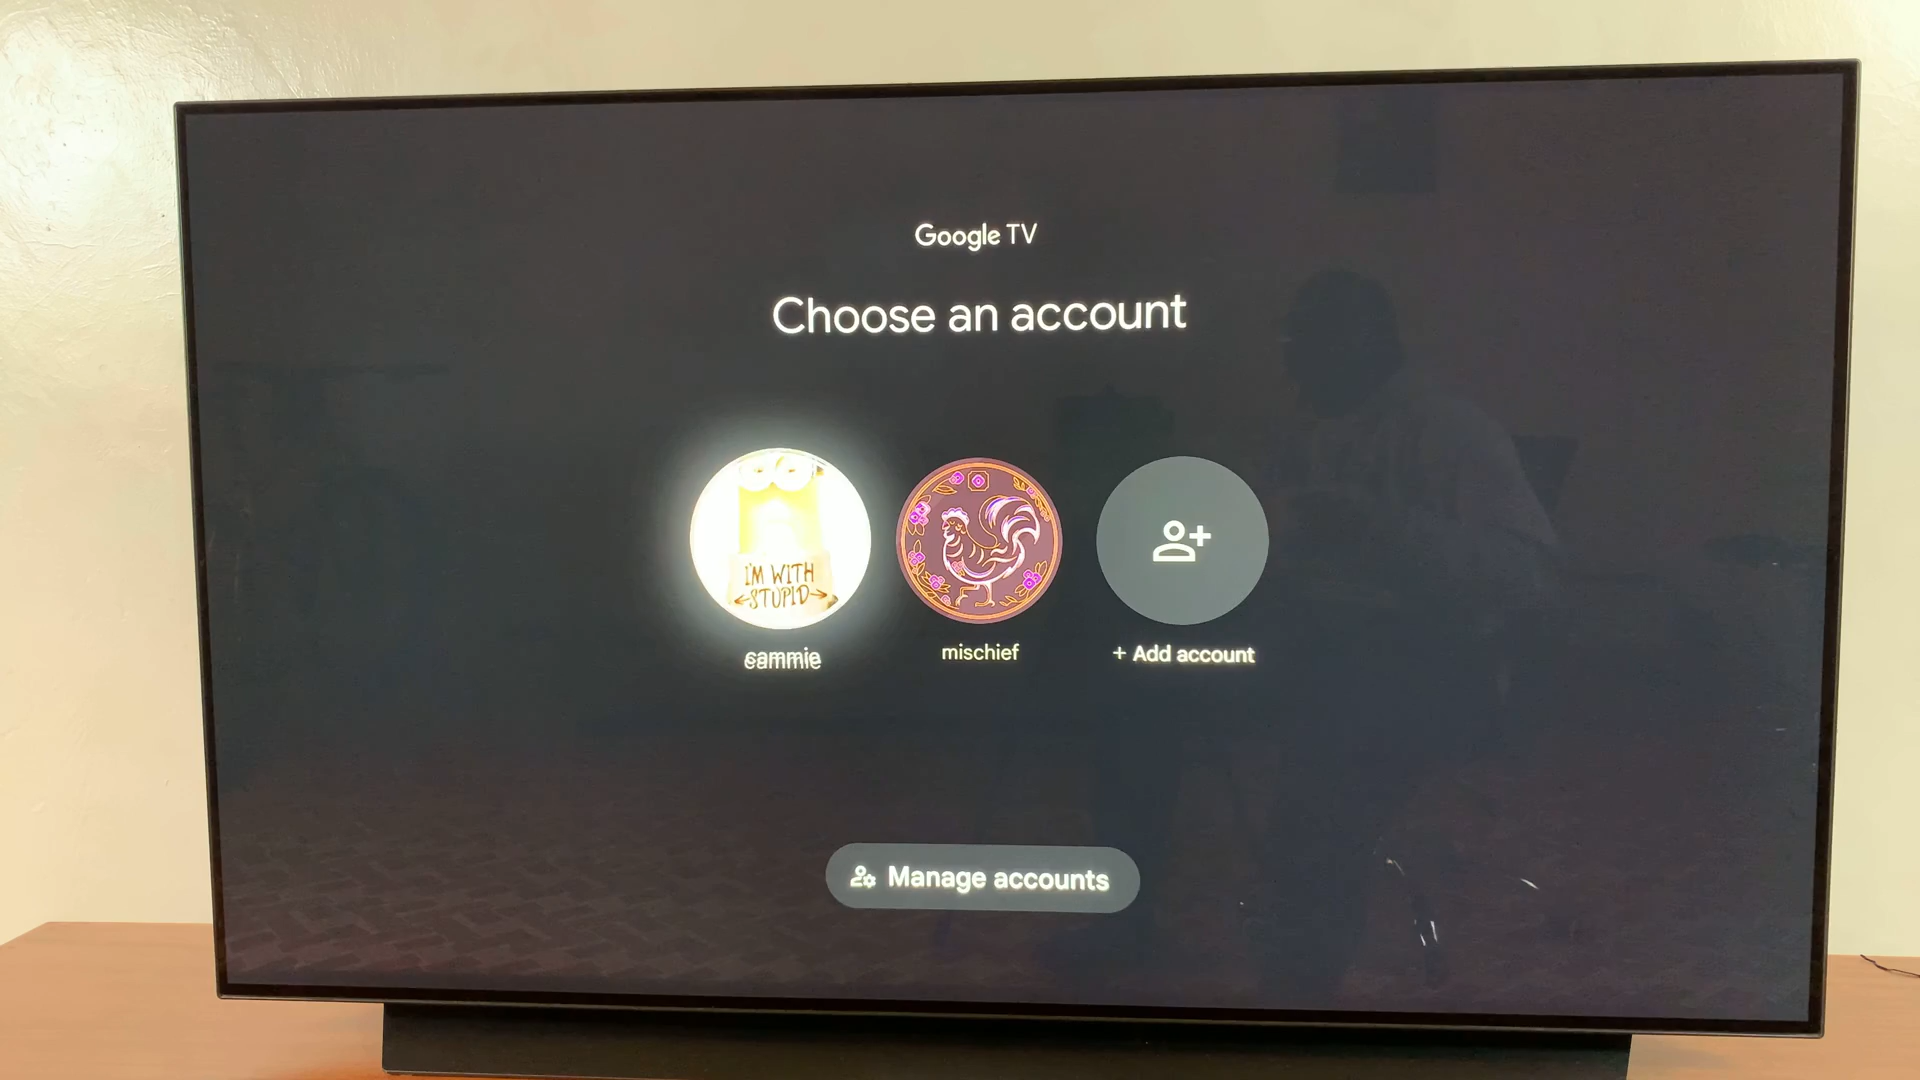 Google TV
Choose an account
I'M WITH
STUPID
sammie
mischief
+ Add account
Manage accounts